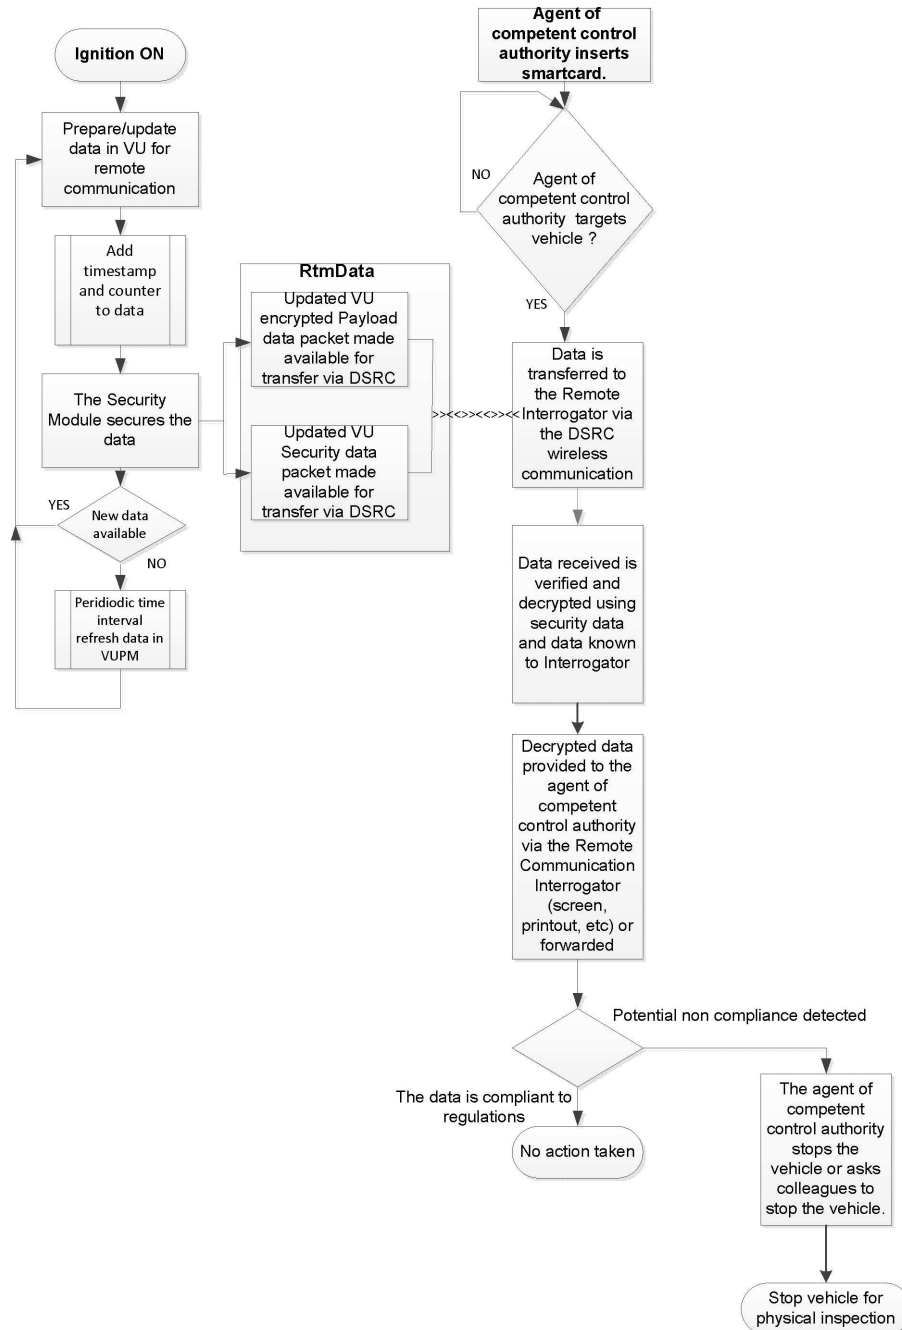 Ignition ON
Prepare/update
data in VU for
remote
communication
Add
timestamp
and counter
to data
The Security
Module secures the
data
YES
New data
available
NO
Peridiodic time
interval
refresh data in
VUPM
RtmData
Updated VU
encrypted Payload
data packet made
available for
transfer via DSRC
Updated VU
Security data
packet made
available for
transfer via DSRC
>><<>><<>><<
Agent of
competent control
authority inserts
smartcard.
NO
Agent of
competent control
authority targets
vehicle ?
YES
Data is
transferred to
the Remote
Interrogator via
the DSRC
wireless
communication
Data received is
verified and
decrypted using
security data
and data known
to Interrogator
Decrypted data
provided to the
agent of
competent
control authority
via the Remote
Communication
Interrogator
(screen,
printout, etc) or
forwarded
Potential non compliance detected
The data is compliant to
regulations
No action taken
The agent of
competent
control authority
stops the
vehicle or asks
colleagues to
stop the vehicle.
Stop vehicle for
physical inspection